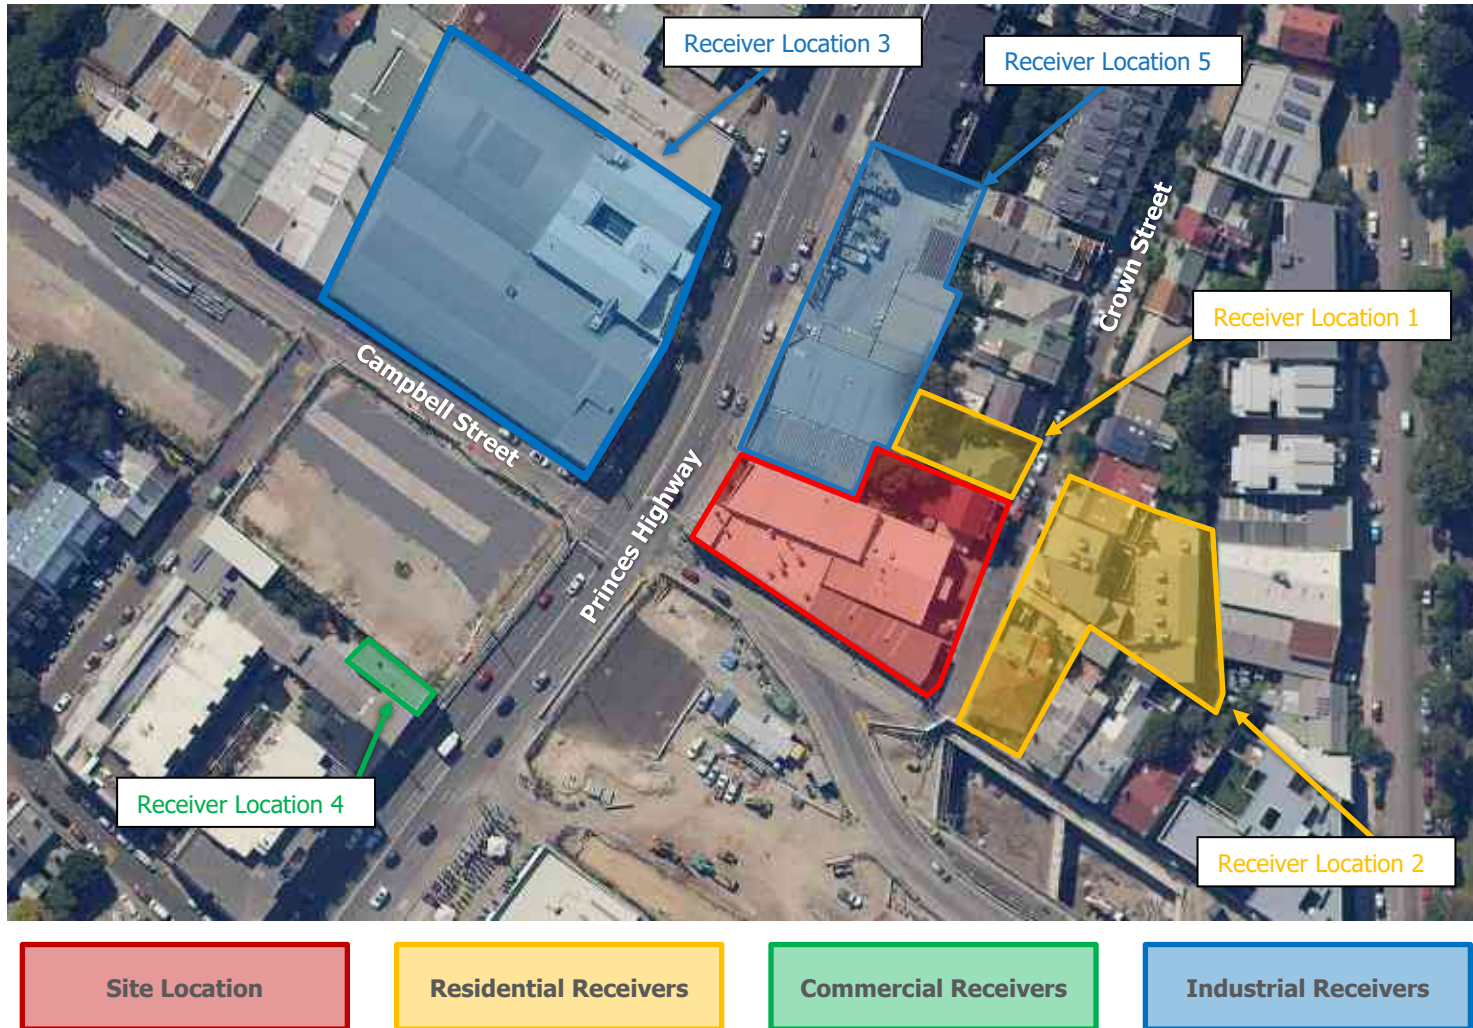 Receiver Location 3
Receiver Location 5
Crown Street
Receiver Location 1
Campbell Street
Princes Highway
Receiver Location 4
Receiver Location 2
Site Location
Residential Receivers
Commercial Receivers
Industrial Receivers